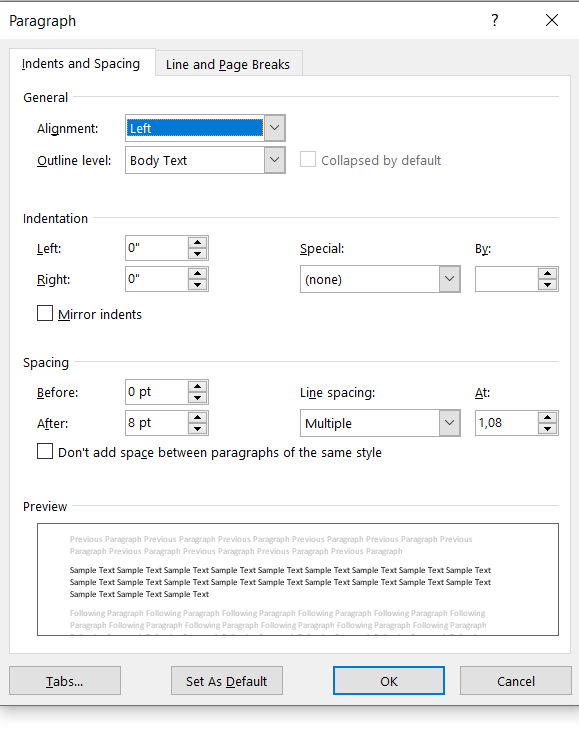 Paragraph ?
Indents and Spacing Line and Page Breaks
General
Alignment: Left
Outline level: Body Text Collapsed by default
Indentation
Left: 0" Special: By:
Right: 0" (none)
Mirror indents
Spacing
Before: 0 pt Line spacing: At:
After: 8 pt Multiple 1,08
Don't add space between paragraphs of the same style
Preview
Previous Paragraph Previous Paragraph Previous Paragraph Previous Paragraph Previous Paragraph Previous
Paragraph Previous Paragraph Previous Paragraph Previous Paragraph Previous Paragraph
Sample Text Sample Text Sample Text Sample Text Sample Text Sample Text Sample Text Sample Text Sample Text
Sample Text Sample Text Sample Text Sample Text Sample Text Sample Text Sample Text Sample Text Sample Text
Sample Text Sample Text Sample Text
Following Paragraph Following Paragraph Following Paragraph Following Paragraph Following Paragraph
Following Paragraph Following Paragraph Following Paragraph Following Paragraph Following Paragraph
Tabs... Set As Default OK Cancel